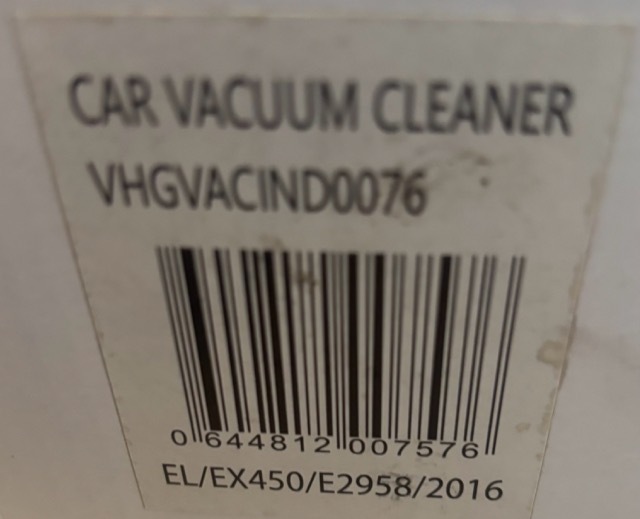 CAR VACUUM CLEANER
VHGVACIND0076
0 644812 007576
EL/EX450/E2958/2016